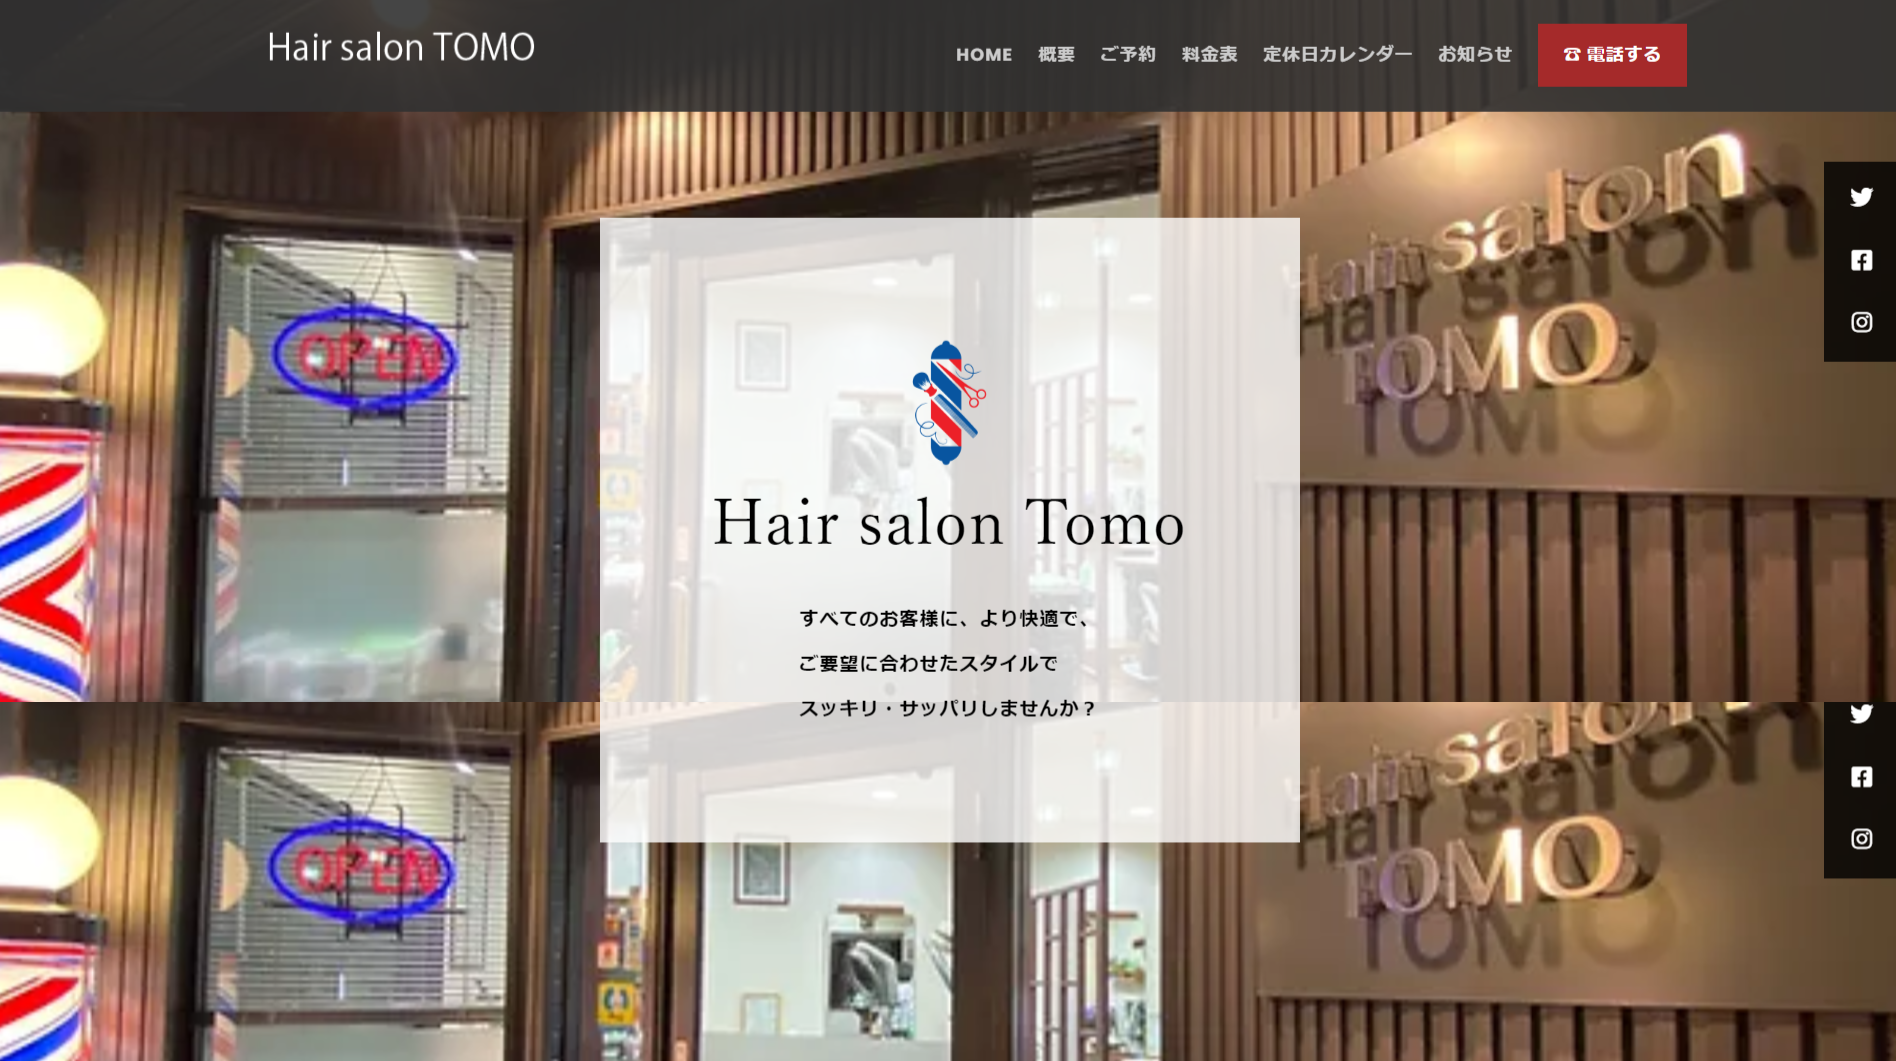 Hair salon TOMO
HOME 概要 ご予約 料金表 定休日カレンダー お知らせ ☎ 電話する
Hair salon
TOMO
OPEN
Hair salon Tomo
すべてのお客様に、より快適で、
ご要望に合わせたスタイルで
スッキリ・サッパリしませんか？
Hair salon
TOMO
OPEN